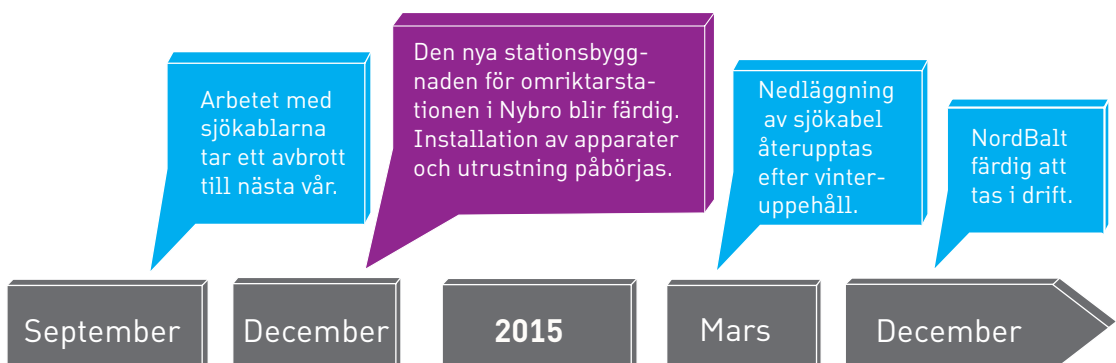 Arbetet med
sjökablarna
tar ett avbrott
till nästa vår.
Den nya stationsbygg-
naden för omriktarsta-
tionen i Nybro blir färdig.
Installation av apparater
och utrustning påbörjas.
Nedläggning
av sjökabel
återupptas
efter vinter-
uppehåll.
NordBalt
färdig att
tas i drift.
September
December
2015
Mars
December